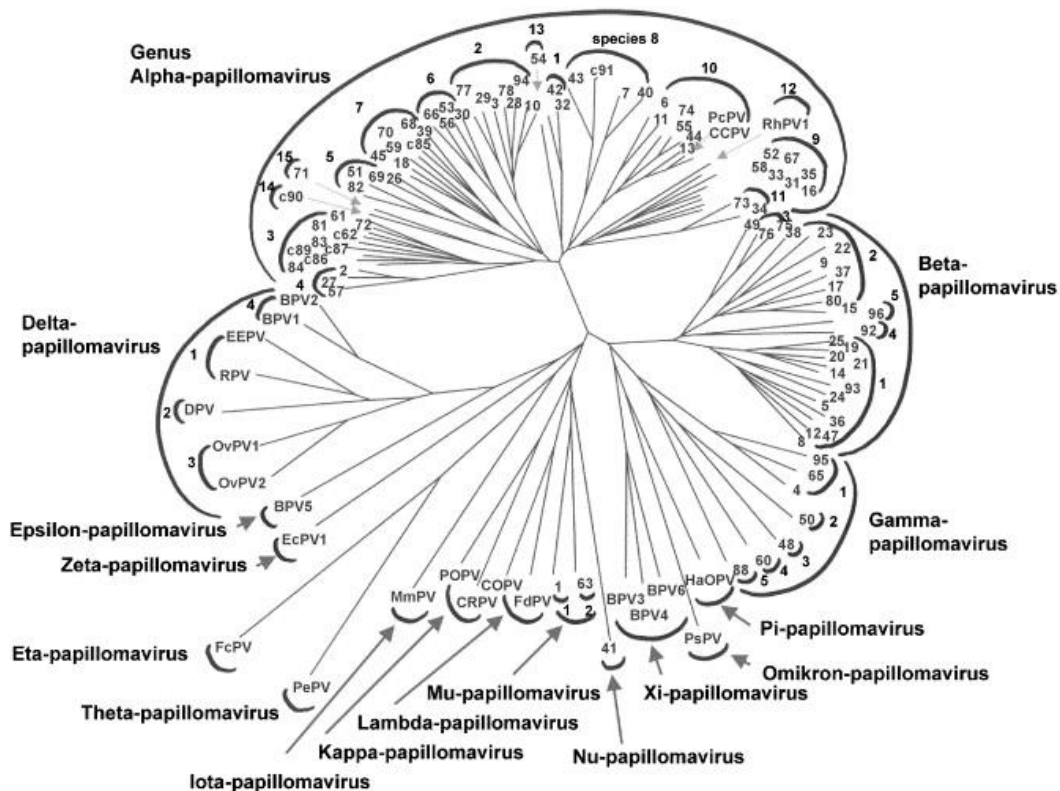 Genus
Alpha-papillomavirus
13
54
2
1
species 8
94
42
43
c91
40
10
12
6
77
78
29
3
28
10
32
7
6
74
PcPV
CCPV
RhPV1
9
7
68
66
53
30
56
39
c85
70
59
45
18
11
55
44
13
52
67
58
33
35
31
16
15
71
5
51
82
69
26
14
c90
73
11
34
3
61
72
81
c62
83
c87
c89
c86
84
49
75
3
76
38
23
22
2
9
37
17
80
15
4
2
27
57
Beta-
papillomavirus
5
96
92
4
Delta-
papillomavirus
4
BPV2
BPV1
1
EEPV
RPV
2
DPV
3
OvPV1
OvPV2
25
19
20
21
14
93
1
24
5
36
12
47
8
95
65
4
1
50
2
Gamma-
papillomavirus
48
3
60
4
88
5
Epsilon-papillomavirus
BPV5
Zeta-papillomavirus
EcPV1
Eta-papillomavirus
FcPV
Theta-papillomavirus
PePV
MmPV
Iota-papillomavirus
POPV
CRPV
Kappa-papillomavirus
COPV
FdPV
Lambda-papillomavirus
1
63
1
2
Mu-papillomavirus
41
Nu-papillomavirus
BPV3
BPV6
BPV4
Xi-papillomavirus
PsPV
Omikron-papillomavirus
HaOPV
Pi-papillomavirus